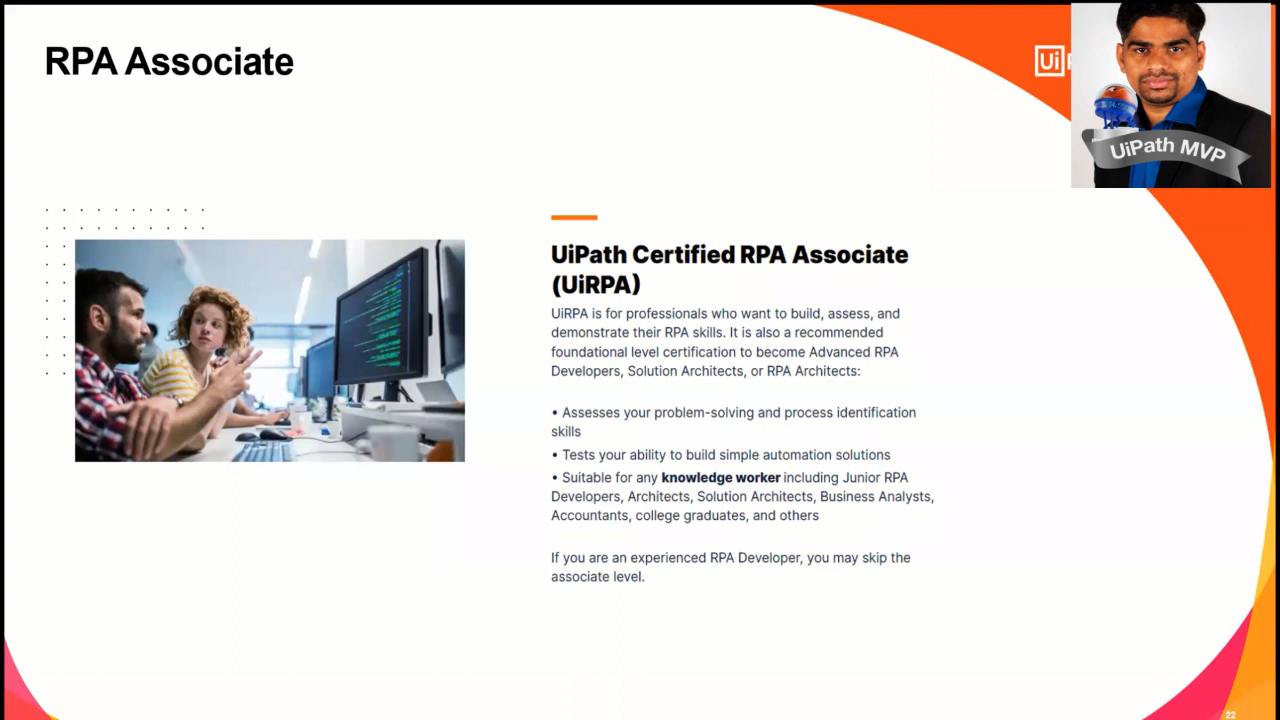 RPA Associate
Ui
UiPath MVP
UiPath Certified RPA Associate
(UiRPA)
UiRPA is for professionals who want to build, assess, and
demonstrate their RPA skills. It is also a recommended
foundational level certification to become Advanced RPA
Developers, Solution Architects, or RPA Architects:
• Assesses your problem-solving and process identification
skills
• Tests your ability to build simple automation solutions
• Suitable for any knowledge worker including Junior RPA
Developers, Architects, Solution Architects, Business Analysts,
Accountants, college graduates, and others
If you are an experienced RPA Developer, you may skip the
associate level.
22